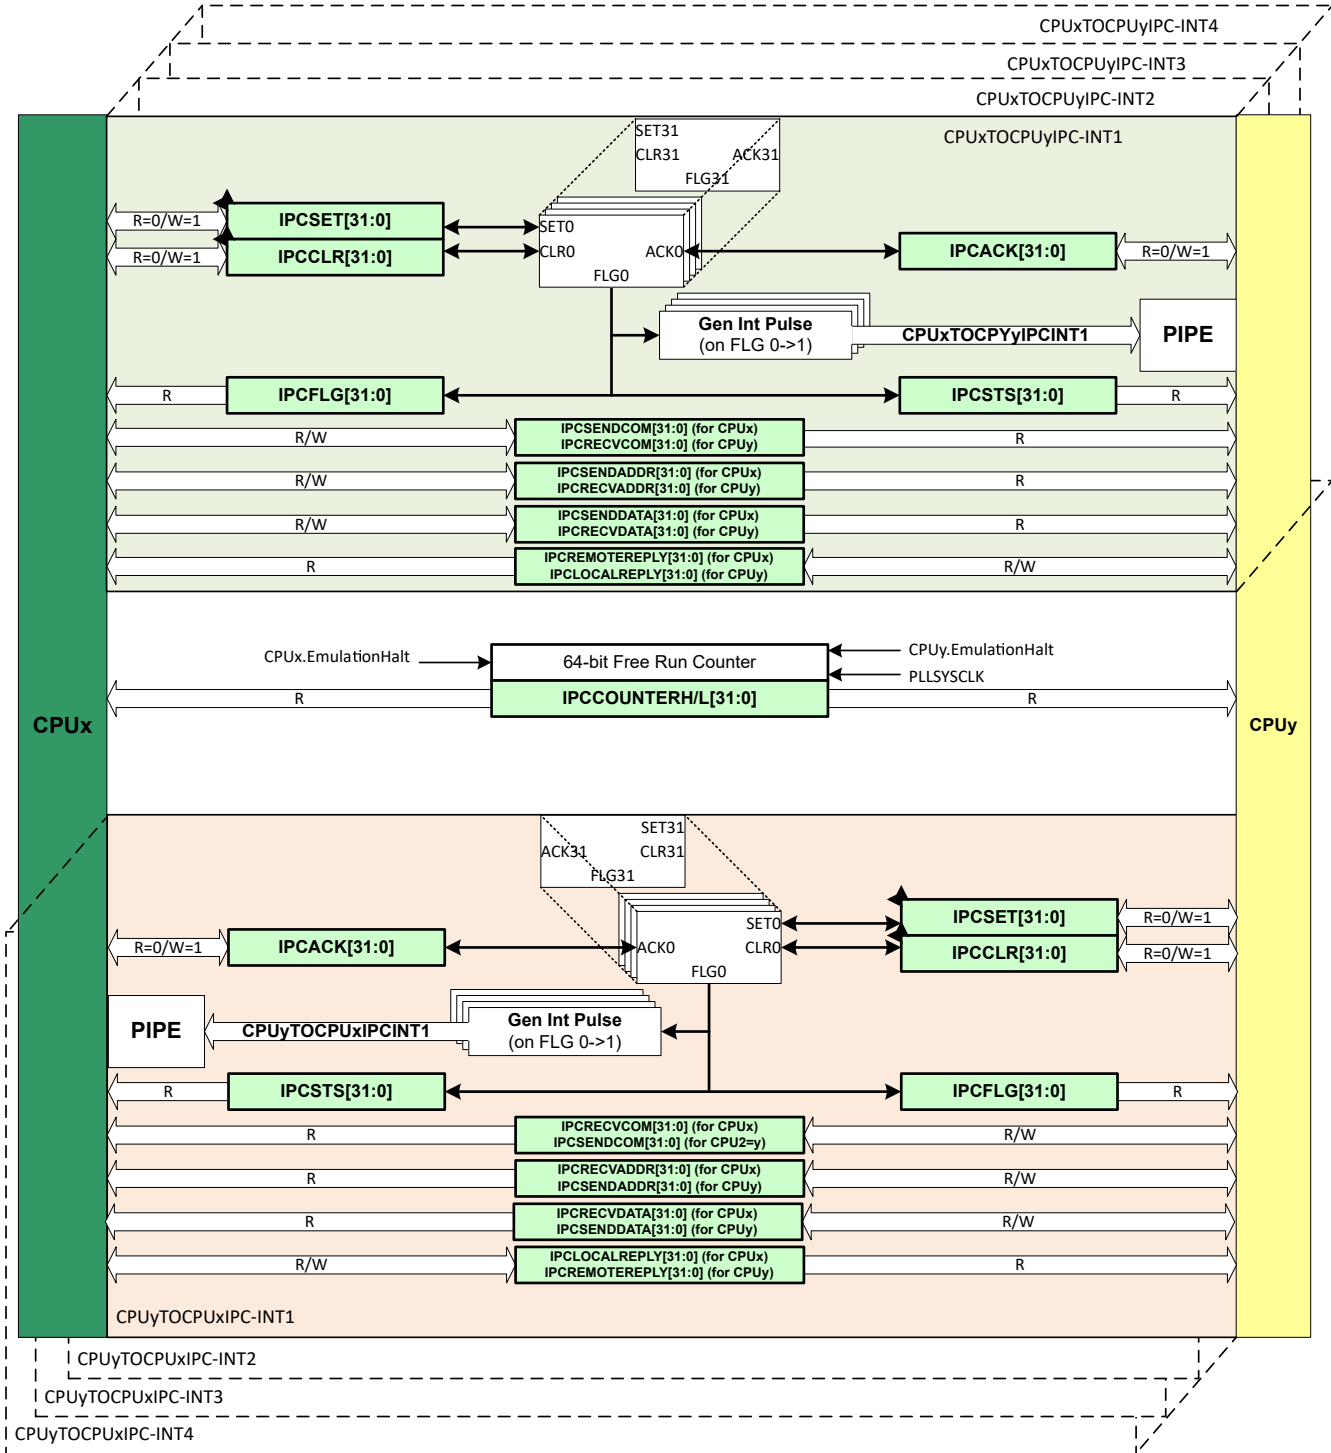 CPUxTOCPUyIPC-INT4
CPUxTOCPUyIPC-INT3
CPUxTOCPUyIPC-INT2
CPUxTOCPUyIPC-INT1
SET31
CLR31 ACK31
FLG31
R=0/W=1 IPCSET[31:0] SET0
R=0/W=1 IPCCLR[31:0] CLR0 ACK0 IPCACK[31:0] R=0/W=1
FLG0
Gen Int Pulse
(on FLG 0->1)
CPUxTOCPYyIPCINT1 PIPE
R IPCFLG[31:0] IPCSTS[31:0] R
R/W
IPCSENDCOM[31:0] (for CPUx)
IPCRECVCOM[31:0] (for CPUy)
R
R/W
IPCSENDADDR[31:0] (for CPUx)
IPCRECVADDR[31:0] (for CPUy)
R
R/W
IPCSENDDATA[31:0] (for CPUx)
IPCRECVDATA[31:0] (for CPUy)
R
R
IPCREMOTEREPLY[31:0] (for CPUx)
IPCLOCALREPLY[31:0] (for CPUy)
R/W
CPUx.EmulationHalt 64-bit Free Run Counter CPUy.EmulationHalt
PLLSYSCLK
R IPCCOUNTERH/L[31:0] R
CPUx CPUy
SET31
ACK31 CLR31
FLG31
SET0 IPCSET[31:0] R=0/W=1
R=0/W=1 IPCACK[31:0] ACK0 CLR0 IPCCLR[31:0] R=0/W=1
FLG0
PIPE CPUyTOCPUxIPCINT1
Gen Int Pulse
(on FLG 0->1)
R IPCSTS[31:0] IPCFLG[31:0] R
R
IPCRECVCOM[31:0] (for CPUx)
IPCSENDCOM[31:0] (for CPU2=y)
R/W
R
IPCRECVADDR[31:0] (for CPUx)
IPCSENDADDR[31:0] (for CPUy)
R/W
R
IPCRECVDATA[31:0] (for CPUx)
IPCSENDDATA[31:0] (for CPUy)
R/W
R/W
IPCLOCALREPLY[31:0] (for CPUx)
IPCREMOTEREPLY[31:0] (for CPUy)
R
CPUyTOCPUxIPC-INT1
CPUyTOCPUxIPC-INT2
CPUyTOCPUxIPC-INT3
CPUyTOCPUxIPC-INT4